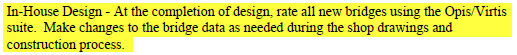 In-House Design - At the completion of design, rate all new bridges using the Opis/Virtis
suite.  Make changes to the bridge data as needed during the shop drawings and
construction process.